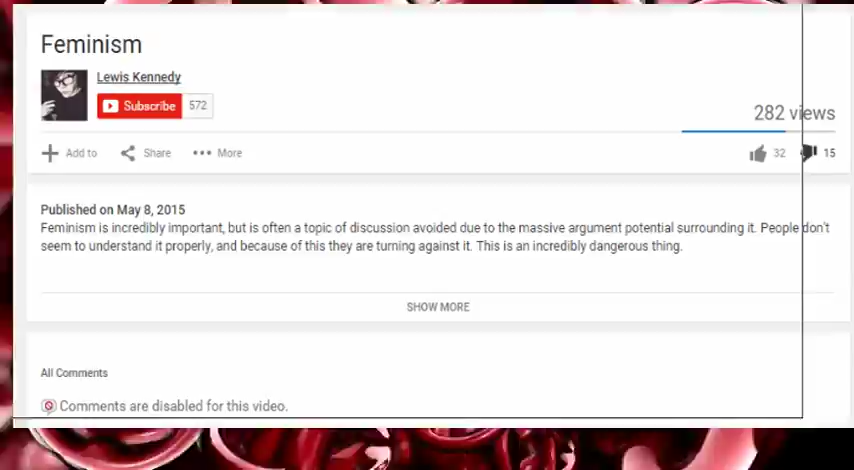 Feminism
Lewis Kennedy
Subscribe 572
282 views
Add to Share More 32 15
Published on May 8, 2015
Feminism is incredibly important, but is often a topic of discussion avoided due to the massive argument potential surrounding it. People don't
seem to understand it properly, and because of this they are turning against it. This is an incredibly dangerous thing.
SHOW MORE
All Comments
Comments are disabled for this video.